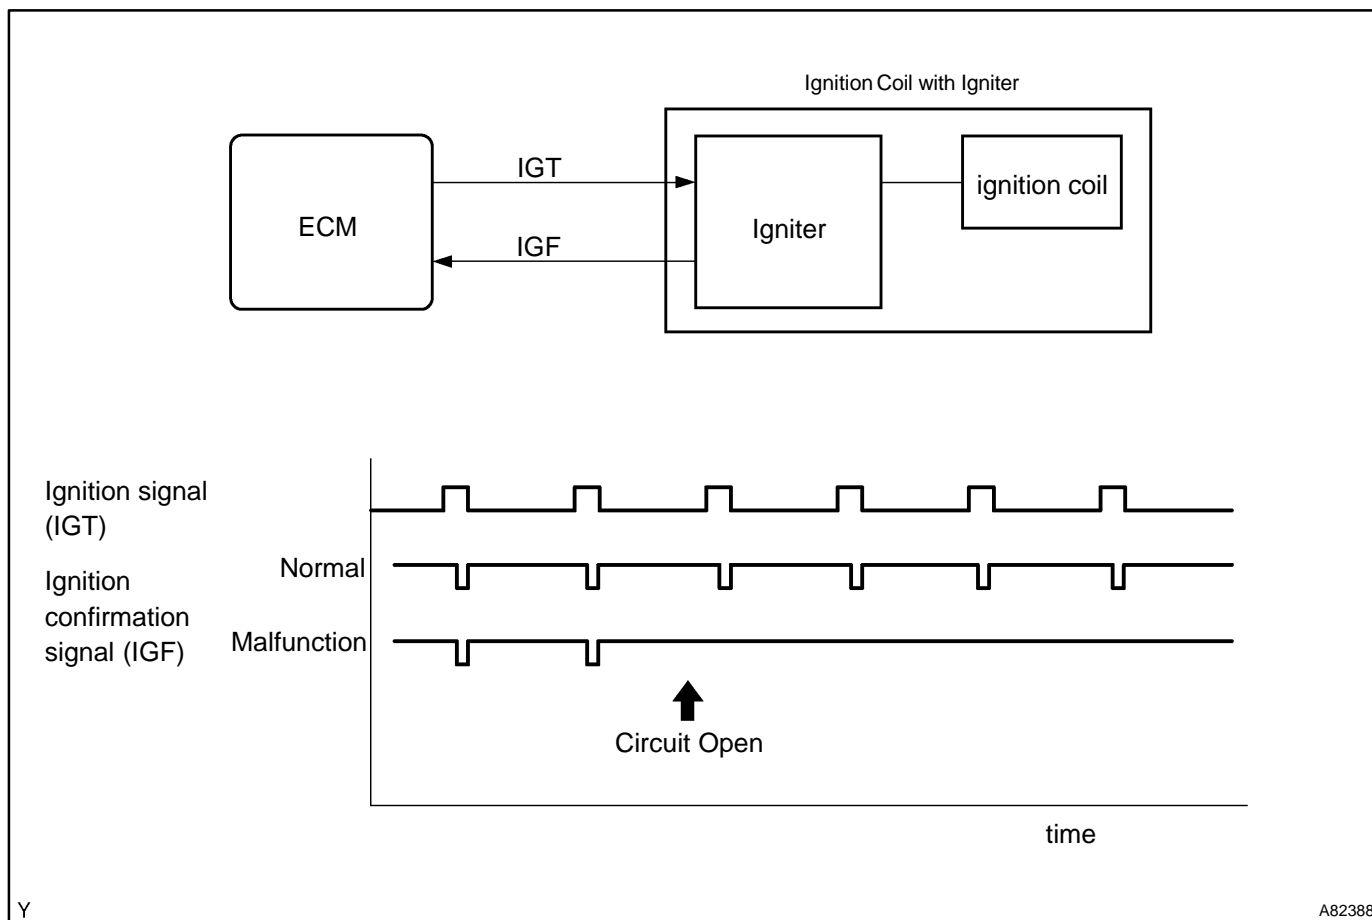 Ignition Coil with Igniter
ECM
IGT
IGF
Igniter
ignition coil
Ignition signal
(IGT)
Ignition
confirmation
signal (IGF)
Normal
Malfunction
Circuit Open
time
Y
A82388